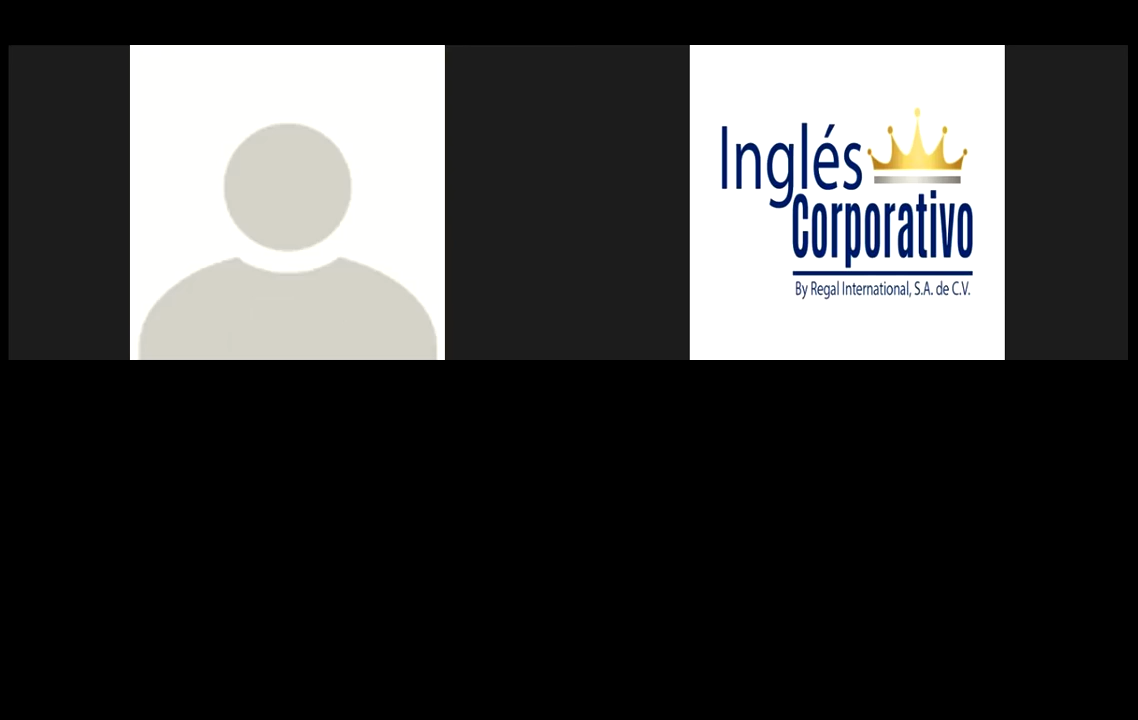 Inglés
Corporativo
By Regal International, S.A. de C.V.